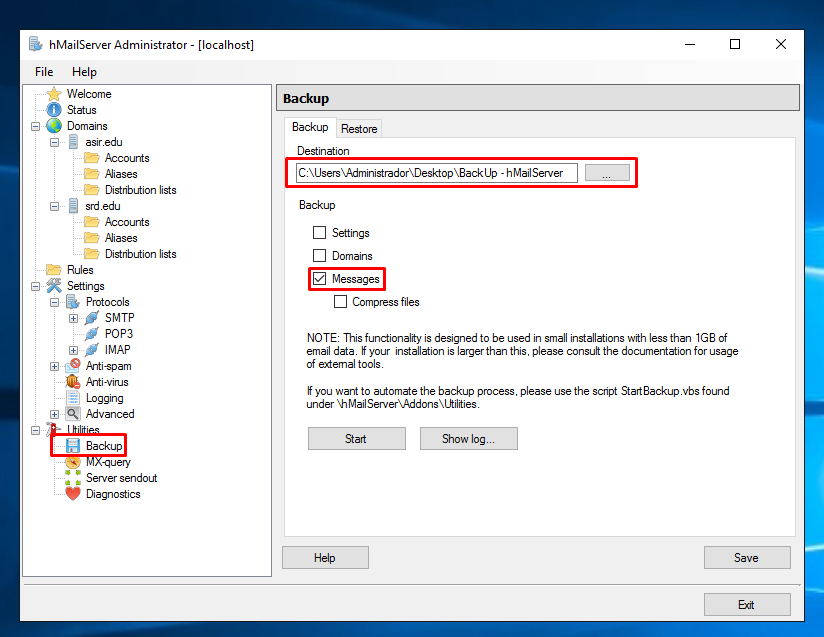 hMailServer Administrator - [localhost]
File Help
Welcome
Status
Domains
asir.edu
Accounts
Aliases
Distribution lists
srd.edu
Accounts
Aliases
Distribution lists
Rules
Settings
Protocols
SMTP
POP3
IMAP
Anti-spam
Anti-virus
Logging
Advanced
Utilities
Backup
MX-query
Server sendout
Diagnostics
Backup
Backup Restore
Destination
C:\Users\Administrador\Desktop\BackUp - hMailServer ...
Backup
Settings
Domains
Messages
Compress files
NOTE: This functionality is designed to be used in small installations with less than 1GB of
email data. If your installation is larger than this, please consult the documentation for usage
of external tools.
If you want to automate the backup process, please use the script StartBackup.vbs found
under \hMailServer\Addons\Utilities.
Start Show log...
Help Save
Exit